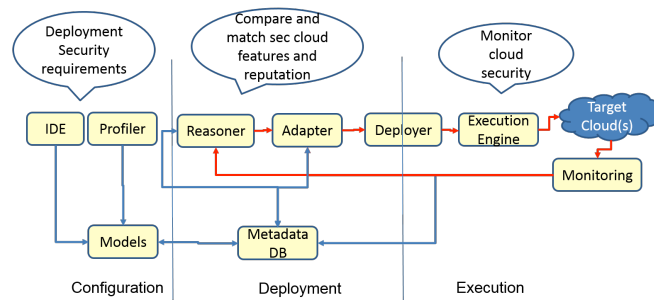 Deployment
Security
requirements
Compare and
match sec cloud
features and
reputation
Monitor
cloud
security
IDE
Profiler
Reasoner
Adapter
Deployer
Execution
Engine
Target
Cloud(s)
Monitoring
Models
Metadata
DB
Configuration
Deployment
Execution